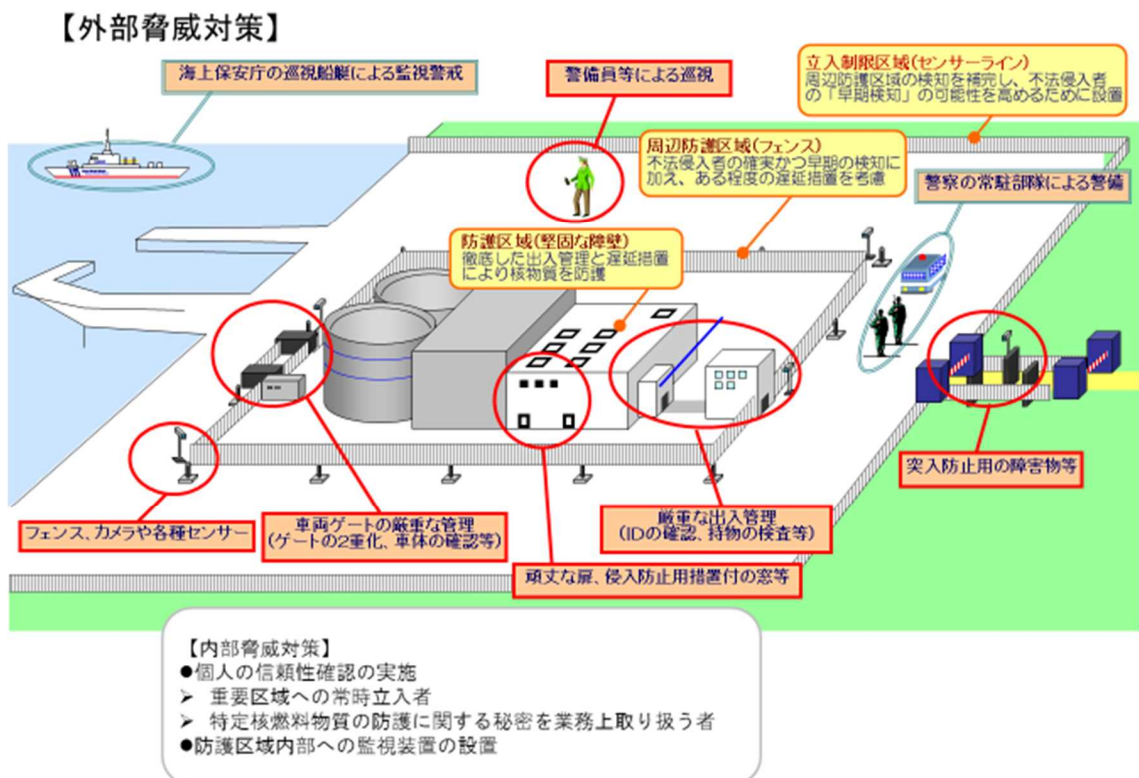 【外部脅威対策】
海上保安庁の巡視船艇による監視警戒
警備員等による巡視
立入制限区域(センサーライン)
周辺防護区域の検知を補完し、不法侵入者
の「早期検知」の可能性を高めるために設置
周辺防護区域(フェンス)
不法侵入者の確実かつ早期の検知に
加え、ある程度の遅延措置を考慮
警察の常駐部隊による警備
防護区域(堅固な障壁)
徹底した出入管理と遅延措置
により核物質を防護
突入防止用の障害物等
フェンス、カメラや各種センサー
車両ゲートの厳重な管理
(ゲートの2重化、車体の確認等)
厳重な出入管理
(IDの確認、持物の検査等)
頑丈な扉、侵入防止用措置付の窓等
【内部脅威対策】
●個人の信頼性確認の実施
➢ 重要区域への常時立入者
➢ 特定核燃料物質の防護に関する秘密を業務上取り扱う者
●防護区域内部への監視装置の設置